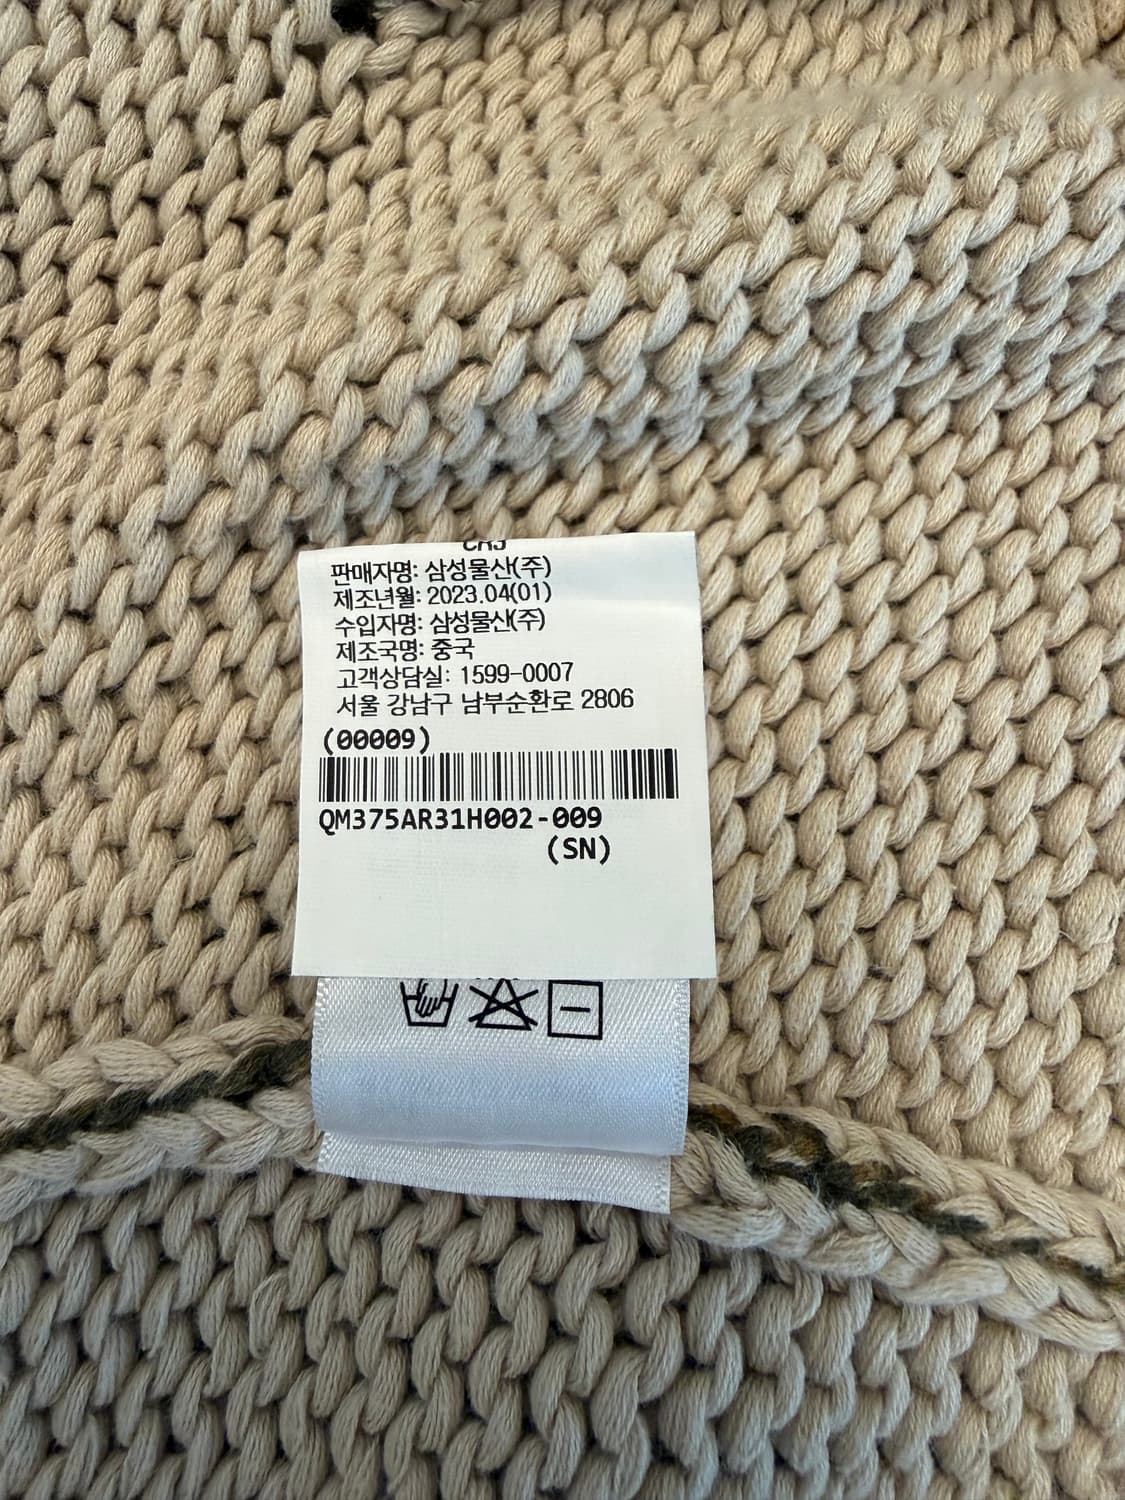 판매자명: 삼성물산(주)
제조년월: 2023.04(01)
수입자명: 삼성물산(주)
제조국명: 중국
고객상담실: 1599-0007
서울 강남구 남부순환로 2806
(00009)
QM375AR31H002-009
(SN)